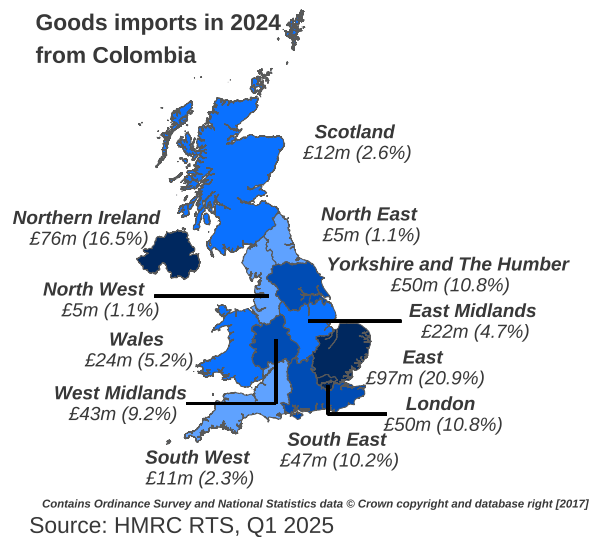 Goods imports in 2024
from Colombia
Scotland
£12m (2.6%)
Northern Ireland
£76m (16.5%)
North East
£5m (1.1%)
Yorkshire and The Humber
£50m (10.8%)
North West
£5m (1.1%)
East Midlands
£22m (4.7%)
Wales
£24m (5.2%)
East
£97m (20.9%)
West Midlands
£43m (9.2%)
London
£50m (10.8%)
South East
£47m (10.2%)
South West
£11m (2.3%)
Contains Ordinance Survey and National Statistics data © Crown copyright and database right [2017]
Source: HMRC RTS, Q1 2025